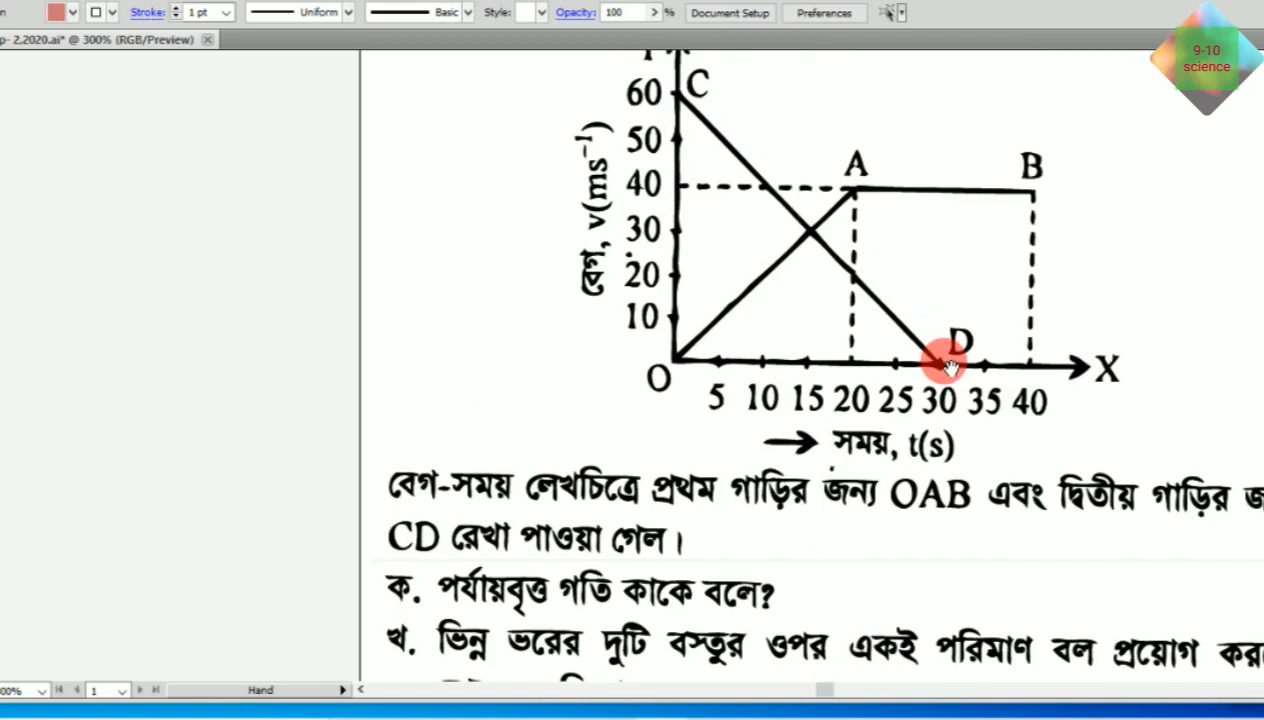 Stroke: 1 pt Uniform Basic Style: Opacity: 100 % Document Setup Preferences
p- 2,2020.ai* @ 300% (RGB/Preview)
9-10
science
60 C
50
40 A B
30
20
10
বেগ, v(ms⁻¹)
D
O X
5 10 15 20 25 30 35 40
→ সময়, t(s)
বেগ-সময় লেখচিত্রে প্রথম গাড়ির জন্য OAB এবং দ্বিতীয় গাড়ির
CD রেখা পাওয়া গেল।
ক. পর্যায়বৃত্ত গতি কাকে বলে?
খ. ভিন্ন ভরের দুটি বস্তুর ওপর একই পরিমাণ বল প্রয়োগ
1 Hand